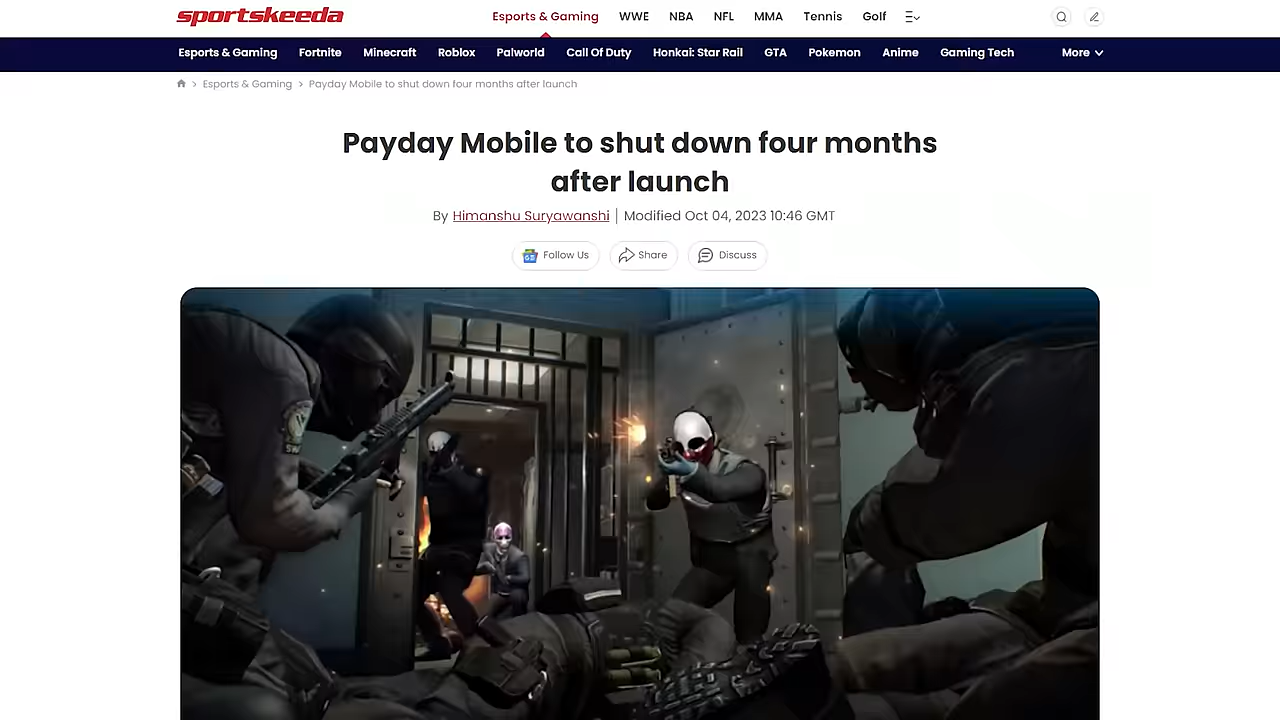 sportskeeda
Esports & Gaming WWE NBA NFL MMA Tennis Golf
Esports & Gaming Fortnite Minecraft Roblox Palworld Call Of Duty Honkai: Star Rail GTA Pokemon Anime Gaming Tech More
> Esports & Gaming > Payday Mobile to shut down four months after launch
Payday Mobile to shut down four months
after launch
By Himanshu Suryawanshi | Modified Oct 04, 2023 10:46 GMT
Follow Us Share Discuss